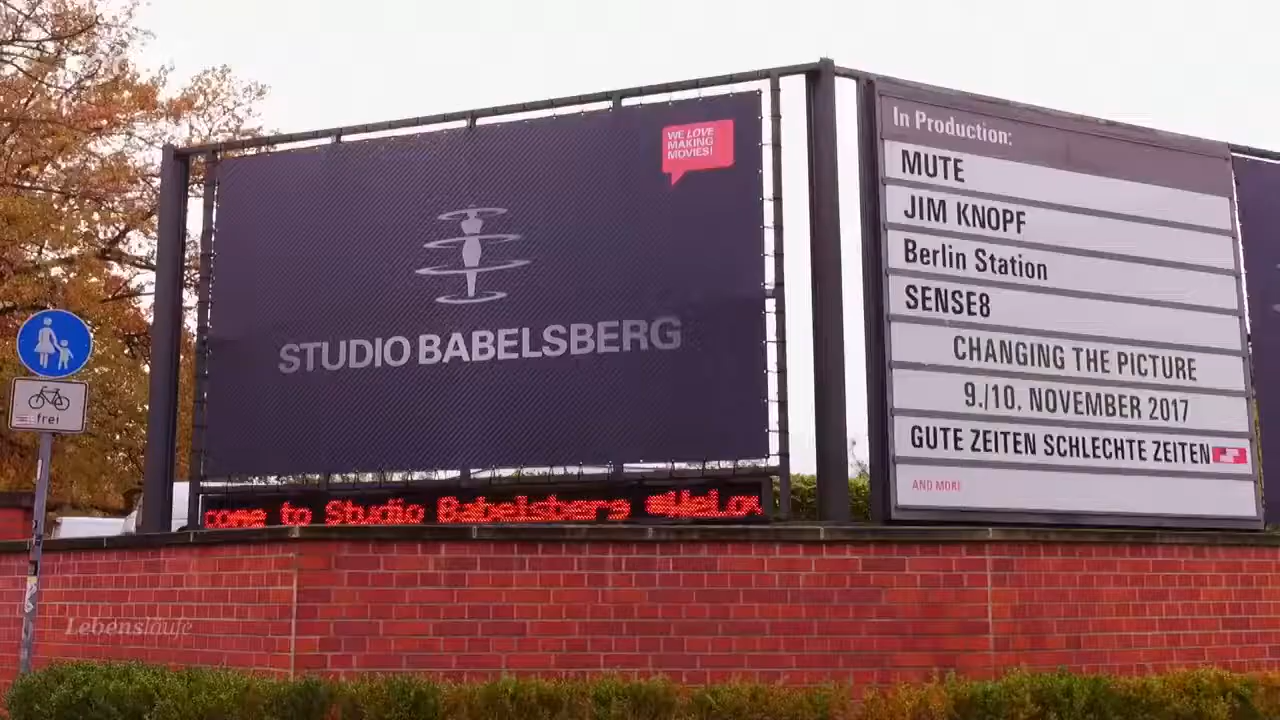 WE LOVE
MAKING
MOVIES!
STUDIO BABELSBERG
come to Studio Babelsberg
In Production:
MUTE
JIM KNOPF
Berlin Station
SENSE8
CHANGING THE PICTURE
9./10. NOVEMBER 2017
GUTE ZEITEN SCHLECHTE ZEITEN
AND MORE
frei
Lebensläufe